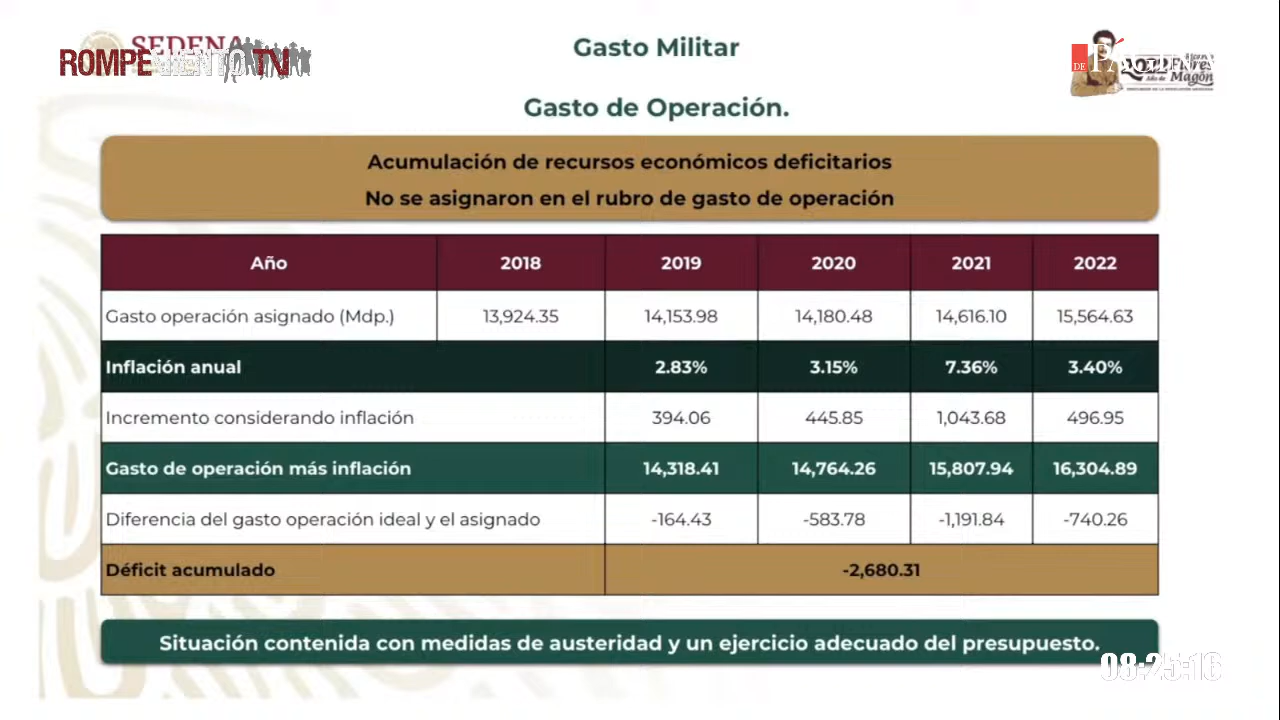 SEDENA
ROMPEVIENTO TV
Gasto Militar
DE PÁGINA
2022 Flores
Año de Magón
Gasto de Operación.
Acumulación de recursos económicos deficitarios
No se asignaron en el rubro de gasto de operación
Año 2018 2019 2020 2021 2022
Gasto operación asignado (Mdp.) 13,924.35 14,153.98 14,180.48 14,616.10 15,564.63
Inflación anual 2.83% 3.15% 7.36% 3.40%
Incremento considerando inflación 394.06 445.85 1,043.68 496.95
Gasto de operación más inflación 14,318.41 14,764.26 15,807.94 16,304.89
Diferencia del gasto operación ideal y el asignado -164.43 -583.78 -1,191.84 -740.26
Déficit acumulado -2,680.31
Situación contenida con medidas de austeridad y un ejercicio adecuado del presupuesto.
08:25:16